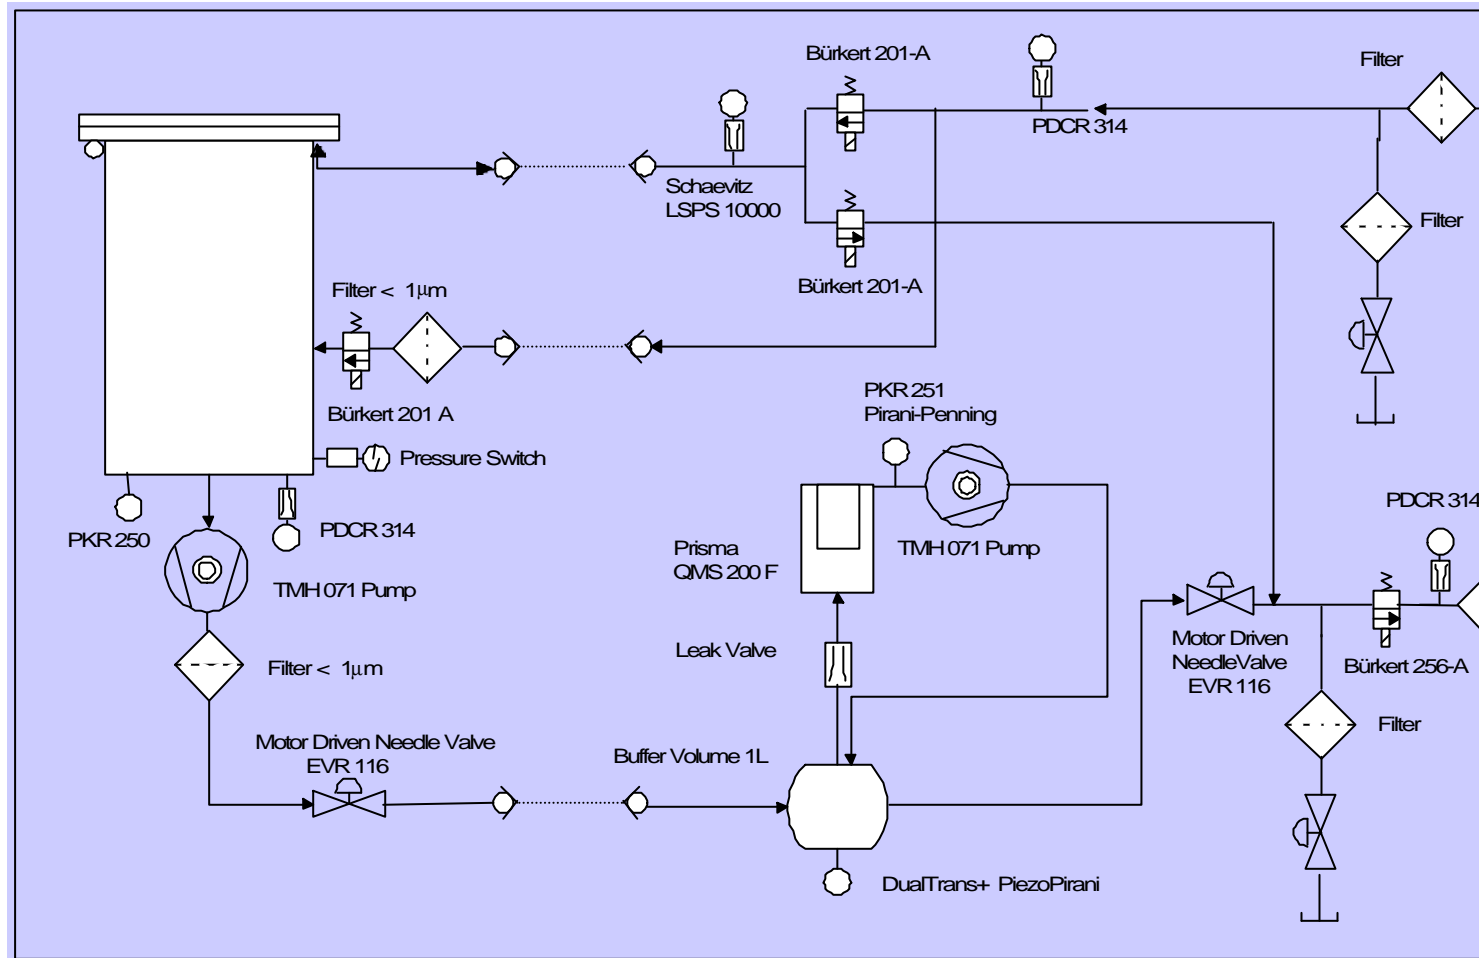 Bürkert 201-A
Filter
PDCR 314
Schaevitz
LSPS 10000
Filter
Bürkert 201-A
Filter < 1μm
Bürkert 201 A
PKR 251
Pirani-Penning
Pressure Switch
PDCR 314
PKR 250
PDCR 314
TMH 071 Pump
Prisma
QMS 200 F
TMH 071 Pump
Motor Driven
NeedleValve
EVR 116
Leak Valve
Filter < 1μm
Bürkert 256-A
Filter
Motor Driven Needle Valve
EVR 116
Buffer Volume 1L
DualTrans+ PiezoPirani